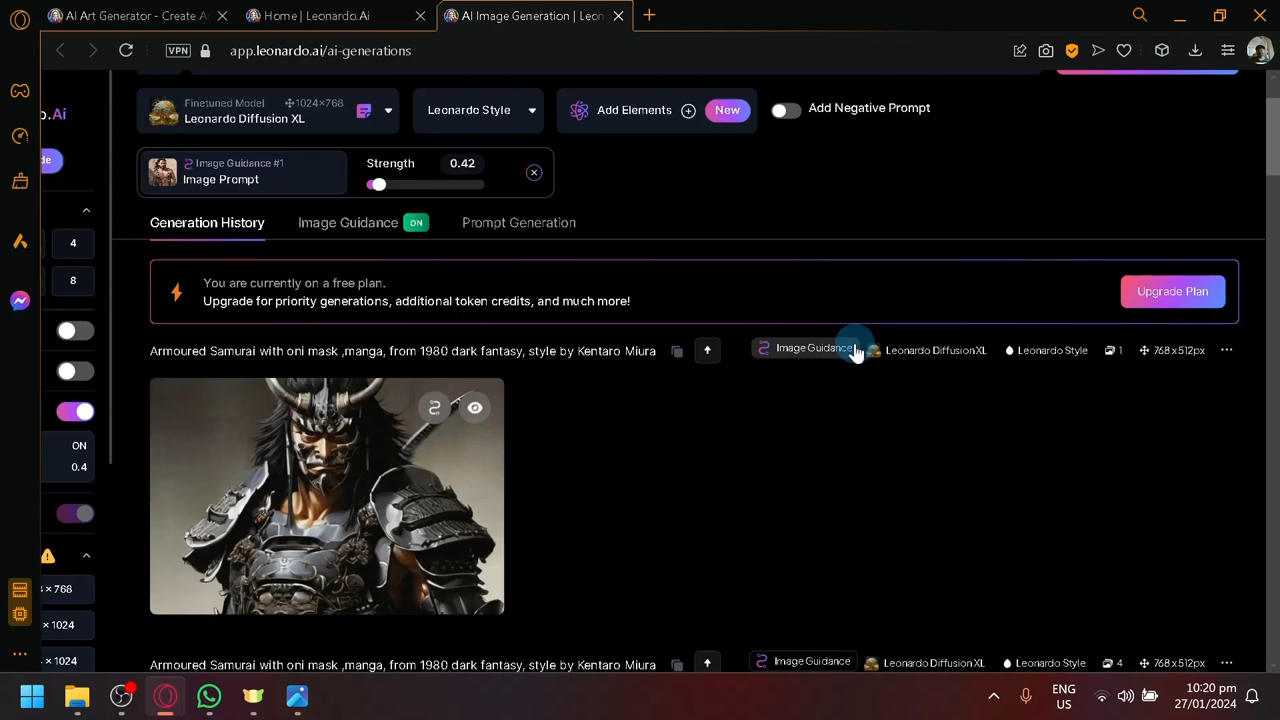 AI Art Generator - Create A
Home | Leonardo.Ai
AI Image Generation | Leon
VPN
app.leonardo.ai/ai-generations
o.Ai
de
Finetuned Model
1024×768
Leonardo Diffusion XL
Leonardo Style
Add Elements
New
Add Negative Prompt
Image Guidance #1
Image Prompt
Strength
0.42
Generation History
Image Guidance
ON
Prompt Generation
4
8
You are currently on a free plan.
Upgrade for priority generations, additional token credits, and much more!
Upgrade Plan
Armoured Samurai with oni mask ,manga, from 1980 dark fantasy, style by Kentaro Miura
Image Guidance
Leonardo Diffusion XL
Leonardo Style
1
768 x 512px
ON
0.4
× 768
× 1024
× 1024
Armoured Samurai with oni mask ,manga, from 1980 dark fantasy, style by Kentaro Miura
Image Guidance
Leonardo Diffusion XL
Leonardo Style
4
768 x 512px
ENG
US
10:20 pm
27/01/2024